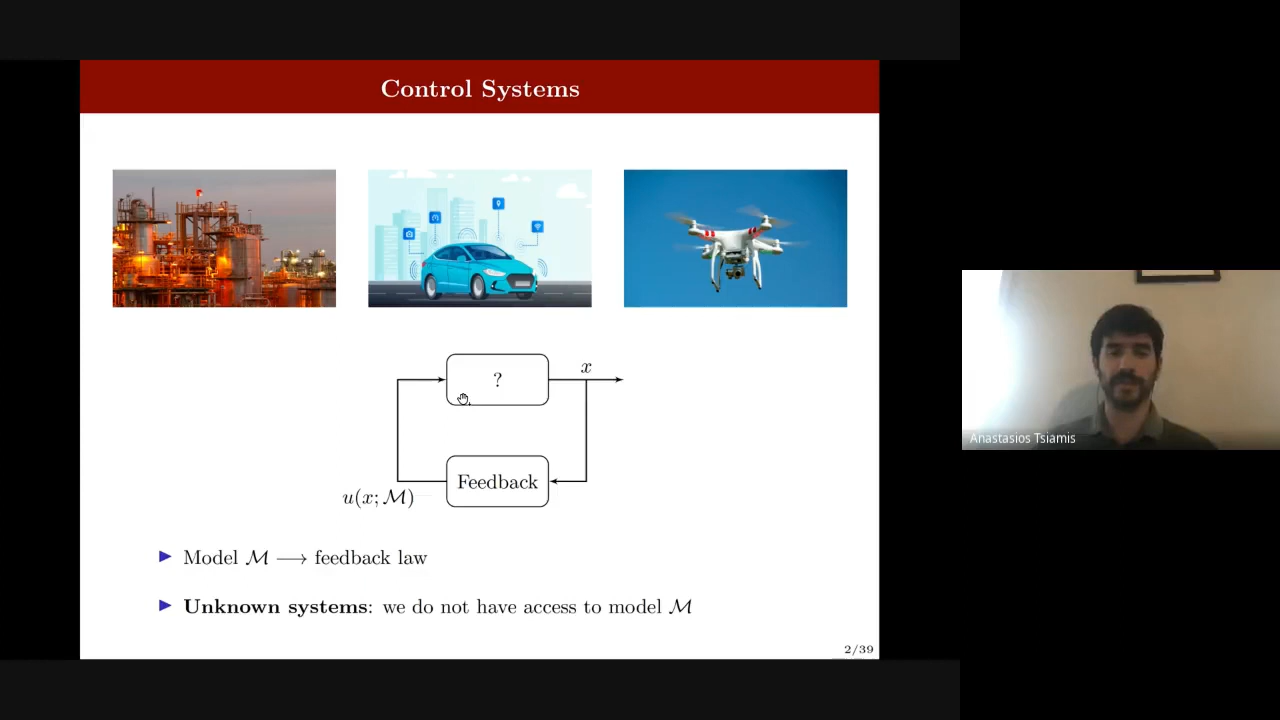 Control Systems
?
x
Feedback
u(x; ℳ)
Model ℳ ⟶ feedback law
Unknown systems: we do not have access to model ℳ
2/39
Anastasios Tsiamis